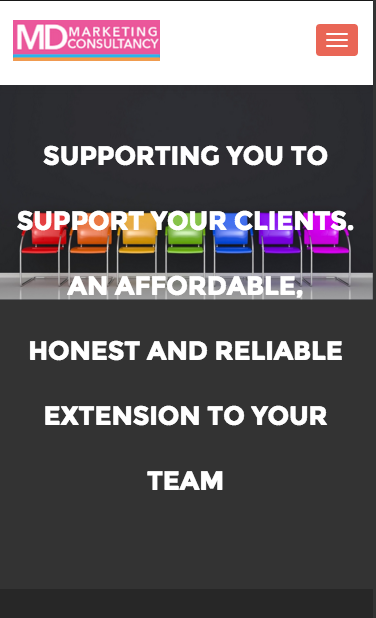 MD MARKETING
CONSULTANCY
SUPPORTING YOU TO
SUPPORT YOUR CLIENTS.
AN AFFORDABLE,
HONEST AND RELIABLE
EXTENSION TO YOUR
TEAM